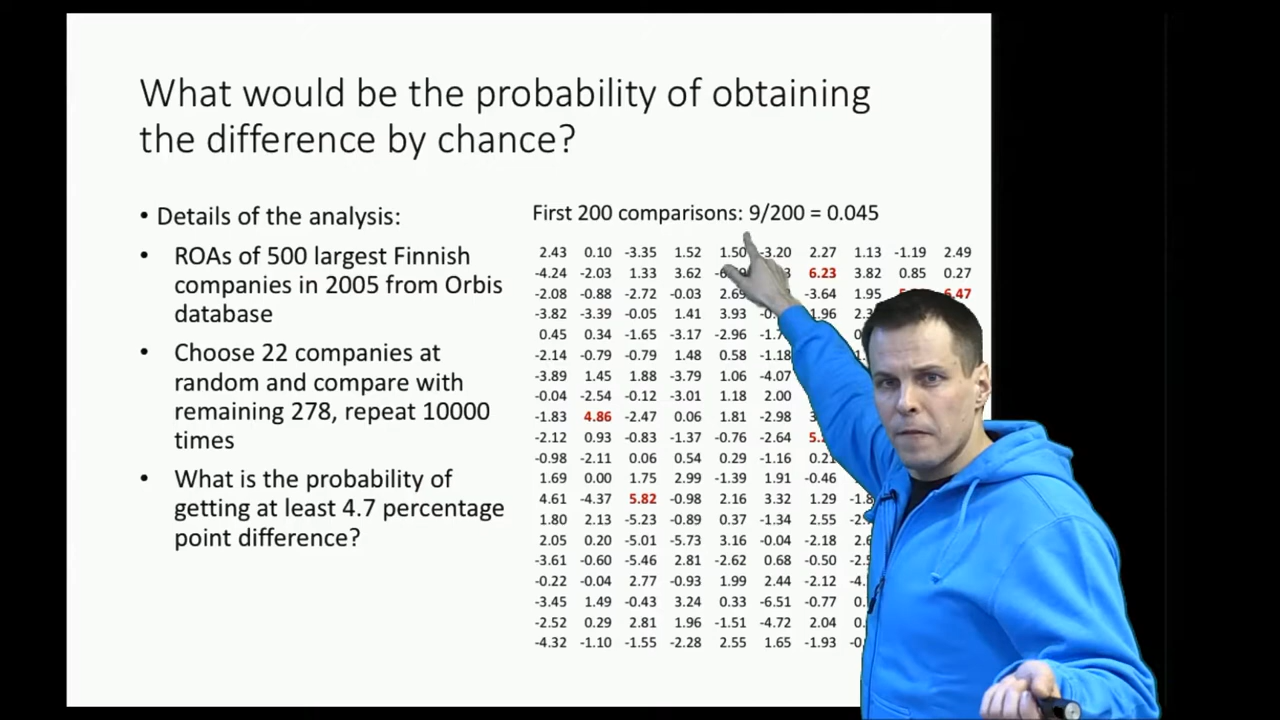 What would be the probability of obtaining
the difference by chance?
• Details of the analysis:
• ROAs of 500 largest Finnish
companies in 2005 from Orbis
database
• Choose 22 companies at
random and compare with
remaining 278, repeat 10000
times
• What is the probability of
getting at least 4.7 percentage
point difference?
First 200 comparisons: 9/200 = 0.045
2.43 0.10 -3.35 1.52 1.50 -3.20 2.27 1.13 -1.19 2.49
-4.24 -2.03 1.33 3.62 6.23 3.82 0.85 0.27
-2.08 -0.88 -2.72 -0.03 2.69 -3.64 1.95 6.47
-3.82 -3.39 -0.05 1.41 3.93 1.96
0.45 0.34 -1.65 -3.17 -2.96
-2.14 -0.79 -0.79 1.48 0.58 -1.18
-3.89 1.45 1.88 -3.79 1.06 -4.07
-0.04 -2.54 -0.12 -3.01 1.18 2.00
-1.83 4.86 -2.47 0.06 1.81 -2.98
-2.12 0.93 -0.83 -1.37 -0.76 -2.64
-0.98 -2.11 0.06 0.54 0.29 -1.16 0.21
1.69 0.00 1.75 2.99 -1.39 1.91 -0.46
4.61 -4.37 5.82 -0.98 2.16 3.32 1.29
1.80 2.13 -5.23 -0.89 0.37 -1.34 2.55
2.05 0.20 -5.01 -5.73 3.16 -0.04 -2.18
-3.61 -0.60 -5.46 2.81 -2.62 0.68 -0.50
-0.22 -0.04 2.77 -0.93 1.99 2.44 -2.12
-3.45 1.49 -0.43 3.24 0.33 -6.51 -0.77
-2.52 0.29 2.81 1.96 -1.51 -4.72 2.04
-4.32 -1.10 -1.55 -2.28 2.55 1.65 -1.93